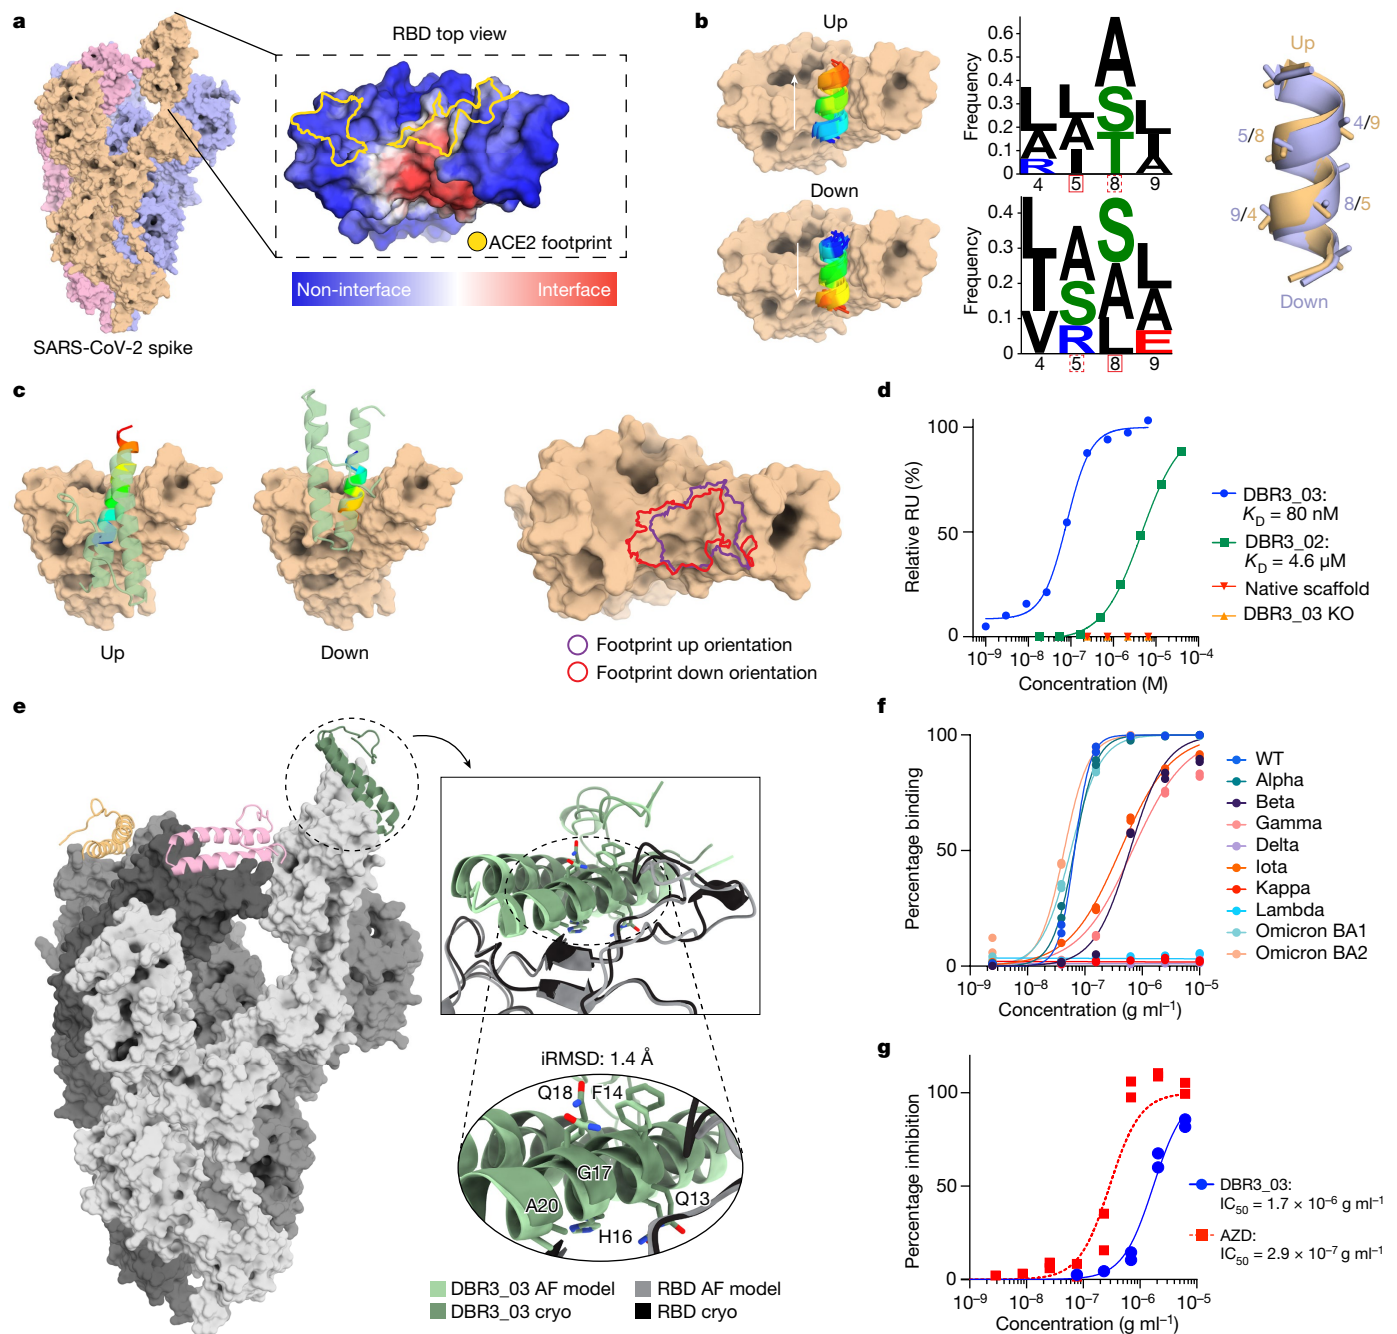 a
RBD top view
ACE2 footprint
Non-interface
Interface
SARS-CoV-2 spike
b
Up
Down
Frequency
0.6
0.5
0.4
0.3
0.2
0.1
0
L
A
R
L
A
I
A
S
T
L
I
A
4
5
8
9
Frequency
0.4
0.3
0.2
0.1
0
L
I
V
A
S
R
S
A
L
L
A
E
4
5
8
9
Up
5/8
4/9
9/4
8/5
Down
c
Up
Down
Footprint up orientation
Footprint down orientation
d
Relative RU (%)
100
50
0
10⁻⁹
10⁻⁸
10⁻⁷
10⁻⁶
10⁻⁵
10⁻⁴
Concentration (M)
DBR3_03:
K_D = 80 nM
DBR3_02:
K_D = 4.6 μM
Native scaffold
DBR3_03 KO
e
iRMSD: 1.4 Å
Q18
F14
G17
A20
Q13
H16
DBR3_03 AF model
DBR3_03 cryo
RBD AF model
RBD cryo
f
Percentage binding
100
50
0
10⁻⁹
10⁻⁸
10⁻⁷
10⁻⁶
10⁻⁵
Concentration (g ml⁻¹)
WT
Alpha
Beta
Gamma
Delta
Iota
Kappa
Lambda
Omicron BA1
Omicron BA2
g
Percentage inhibition
100
50
0
10⁻⁹
10⁻⁸
10⁻⁷
10⁻⁶
10⁻⁵
Concentration (g ml⁻¹)
DBR3_03:
IC₅₀ = 1.7 × 10⁻⁶ g ml⁻¹
AZD:
IC₅₀ = 2.9 × 10⁻⁷ g ml⁻¹